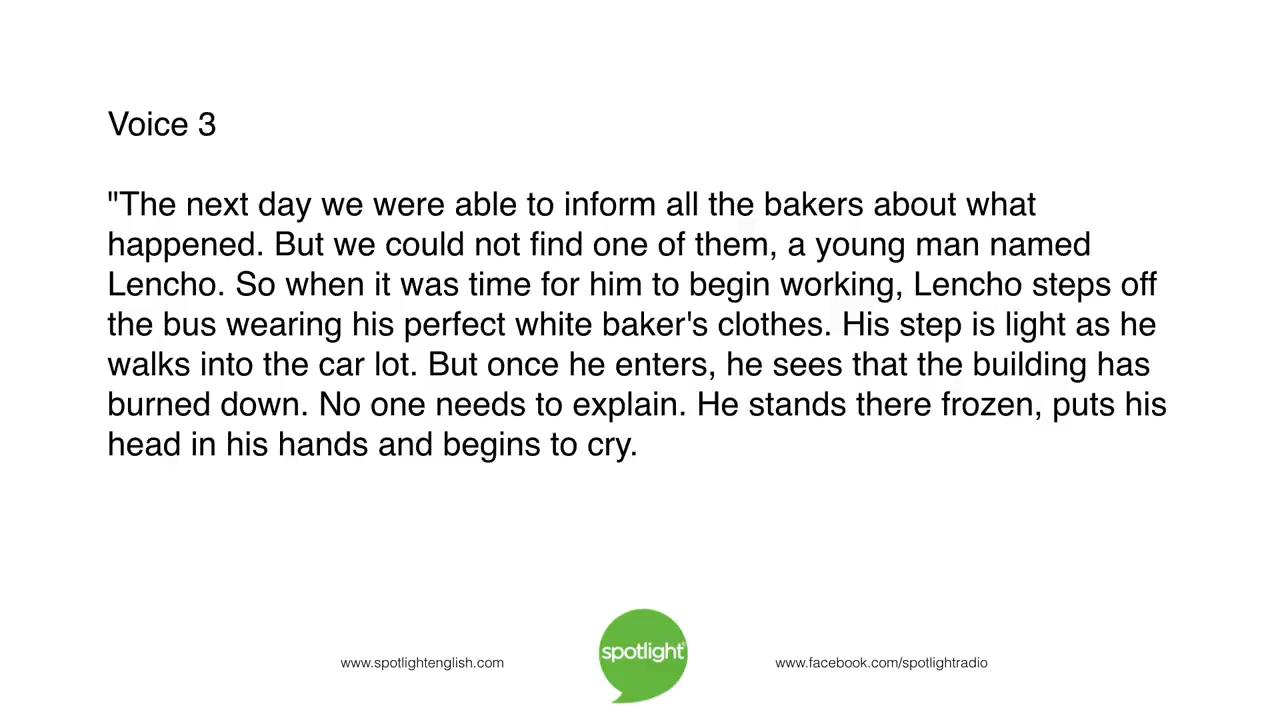 Voice 3
"The next day we were able to inform all the bakers about what
happened. But we could not find one of them, a young man named
Lencho. So when it was time for him to begin working, Lencho steps off
the bus wearing his perfect white baker's clothes. His step is light as he
walks into the car lot. But once he enters, he sees that the building has
burned down. No one needs to explain. He stands there frozen, puts his
head in his hands and begins to cry.
www.spotlightenglish.com
spotlight®
www.facebook.com/spotlightradio